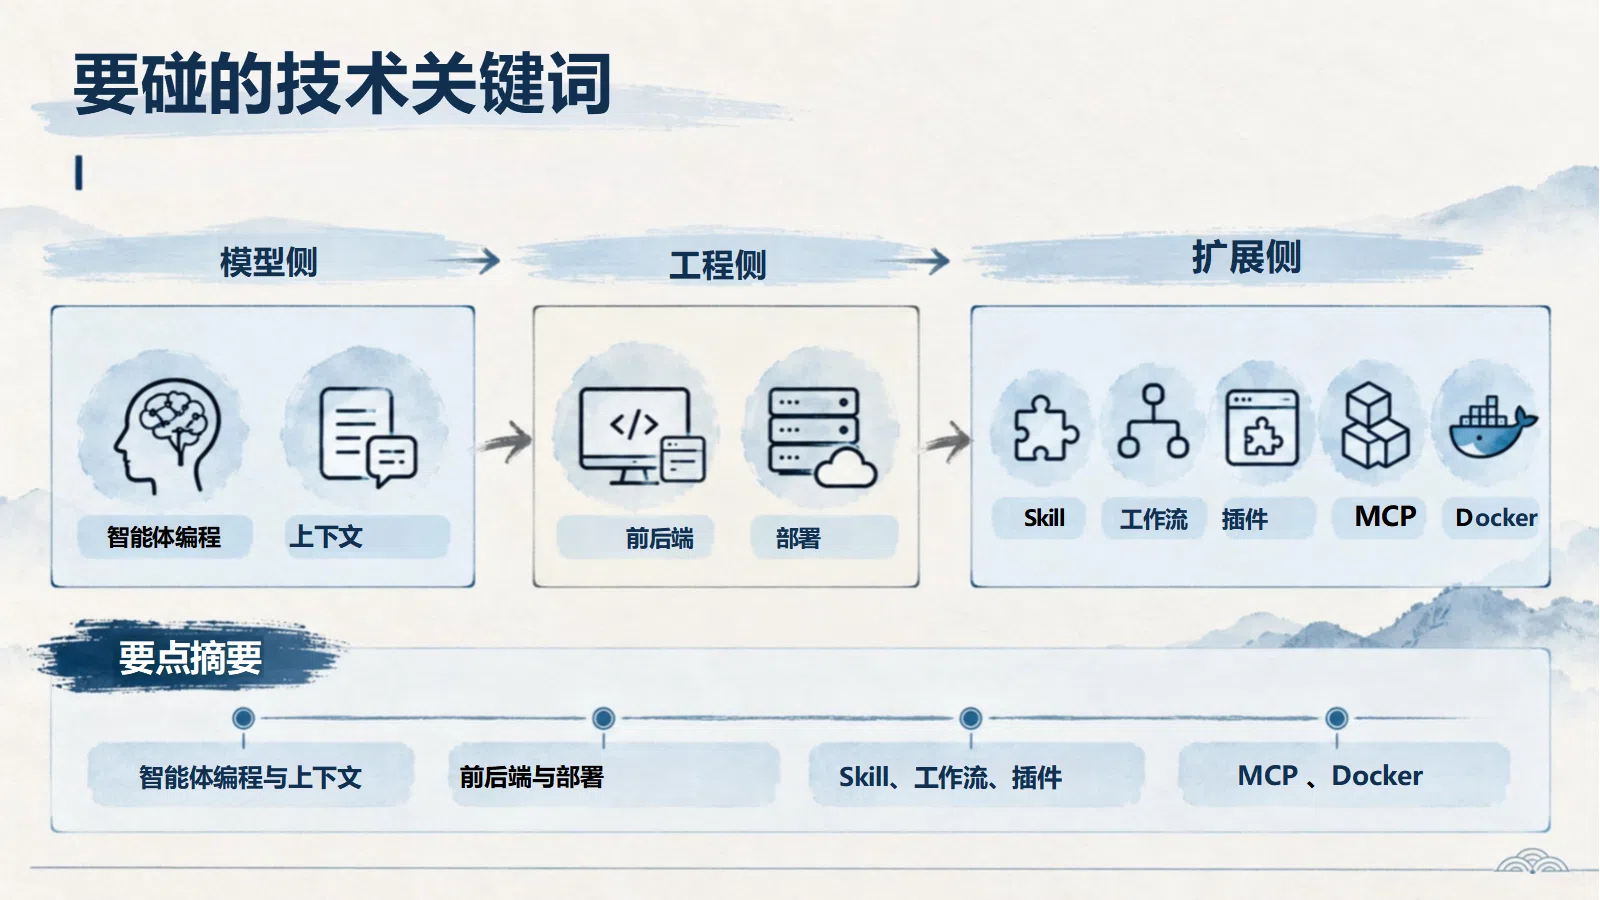 要碰的技术关键词
模型侧
工程侧
扩展侧
</>
智能体编程
上下文
前后端
部署
Skill
工作流
插件
MCP
Docker
要点摘要
智能体编程与上下文
前后端与部署
Skill、工作流、插件
MCP 、Docker